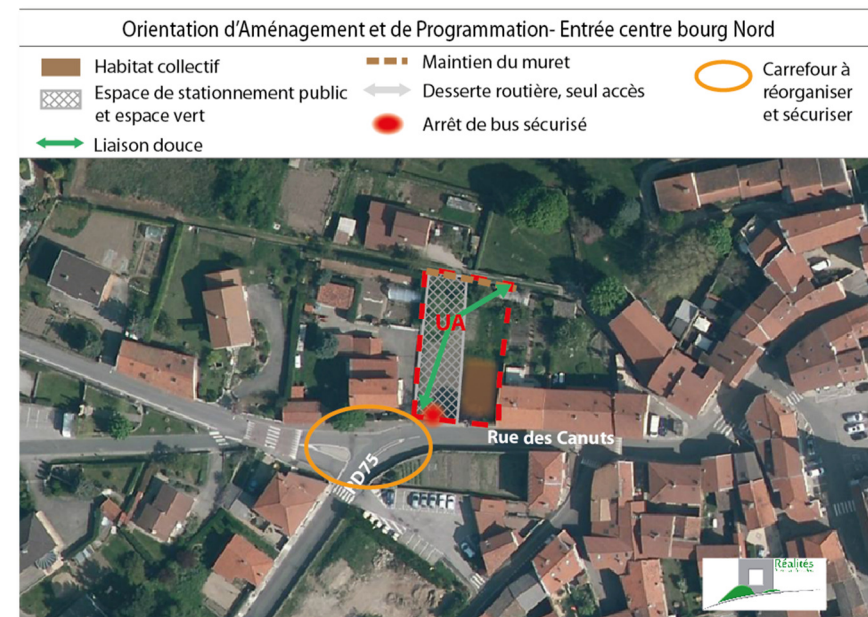 Orientation d'Aménagement et de Programmation- Entrée centre bourg Nord
Habitat collectif
Espace de stationnement public
et espace vert
Liaison douce
Maintien du muret
Desserte routière, seul accès
Arrêt de bus sécurisé
Carrefour à
réorganiser
et sécuriser
UA
Rue des Canuts
RD75
Réalités